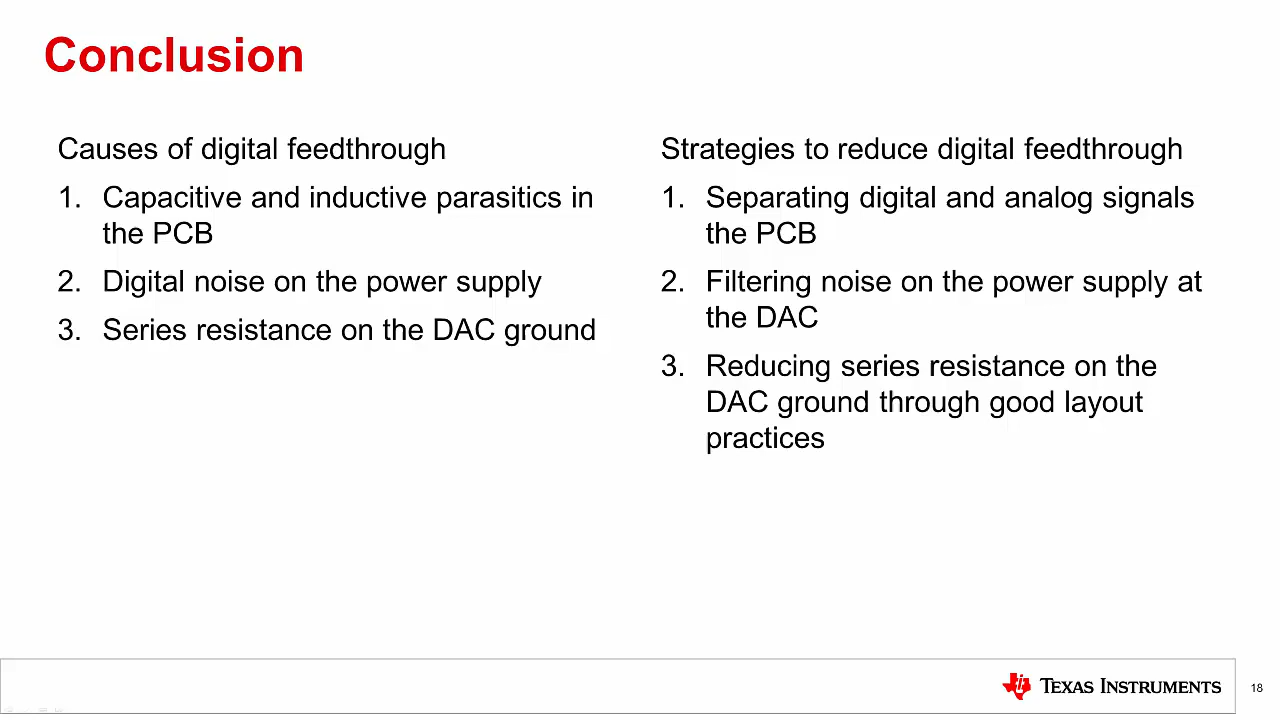 Conclusion
Causes of digital feedthrough
1. Capacitive and inductive parasitics in
the PCB
2. Digital noise on the power supply
3. Series resistance on the DAC ground
Strategies to reduce digital feedthrough
1. Separating digital and analog signals
the PCB
2. Filtering noise on the power supply at
the DAC
3. Reducing series resistance on the
DAC ground through good layout
practices
TEXAS INSTRUMENTS
18